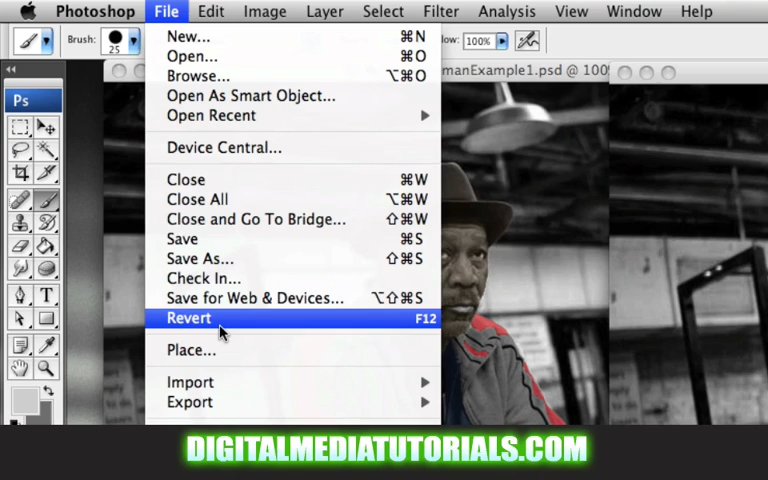 Photoshop File Edit Image Layer Select Filter Analysis View Window Help
Brush: 25 low: 100%
manExample1.psd @ 100
Ps
New... ⌘N
Open... ⌘O
Browse... ⌥⌘O
Open As Smart Object...
Open Recent
Device Central...
Close ⌘W
Close All ⌥⌘W
Close and Go To Bridge... ⇧⌘W
Save ⌘S
Save As... ⇧⌘S
Check In...
Save for Web & Devices... ⌥⇧⌘S
Revert F12
Place...
Import
Export
T
DIGITALMEDIATUTORIALS.COM